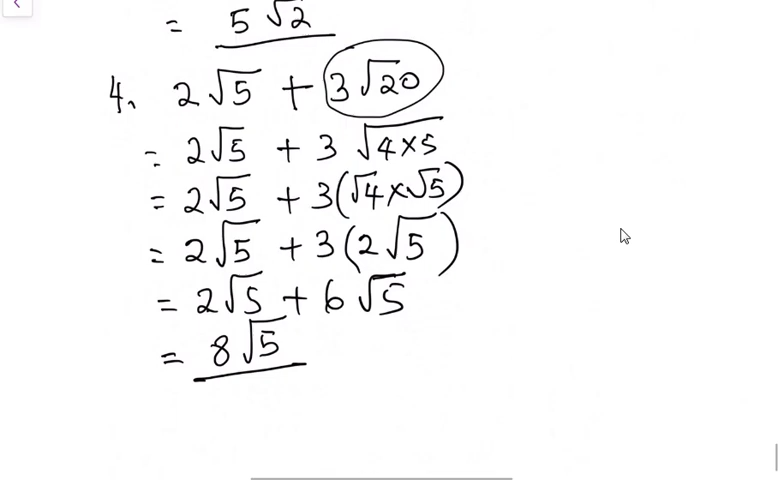 = 5√2
4. 2√5 + 3√20
= 2√5 + 3 √4×5
= 2√5 + 3(√4×√5)
= 2√5 + 3(2√5)
= 2√5 + 6√5
= 8√5